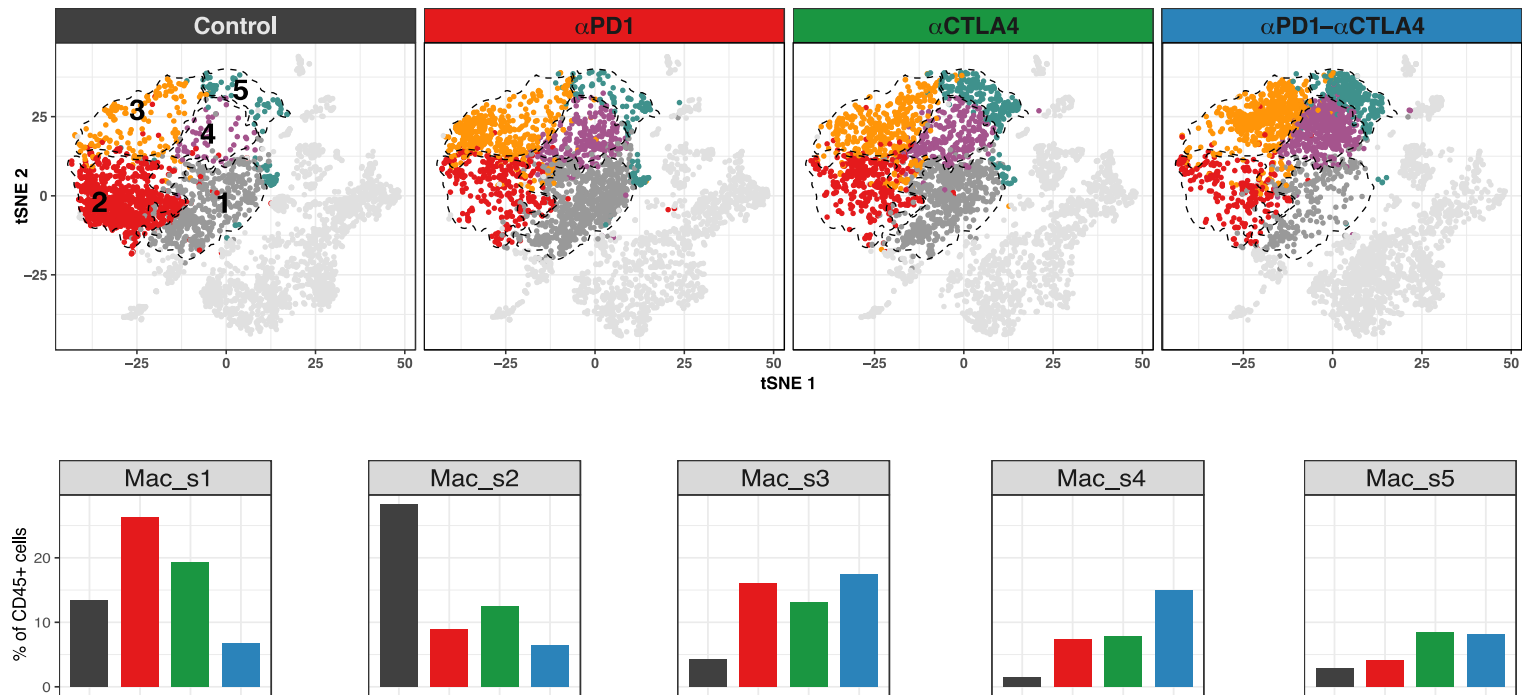 Control αPD1 αCTLA4 αPD1–αCTLA4
5
3
25
4
tSNE 2
0
2 1
−25
−25 0 25 50 −25 0 25 50 −25 0 25 50 −25 0 25 50
tSNE 1
Mac_s1 Mac_s2 Mac_s3 Mac_s4 Mac_s5
% of CD45+ cells
20
10
0